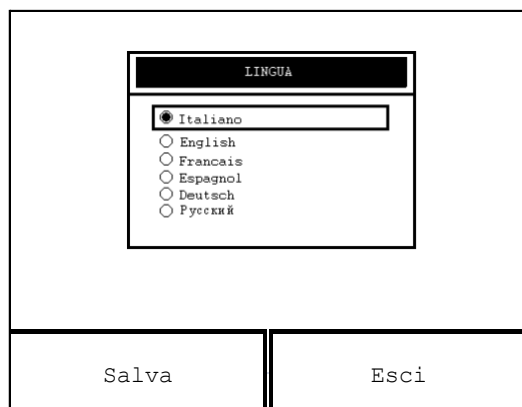 LINGUA
Italiano
English
Francais
Espagnol
Deutsch
Русский
Salva
Esci